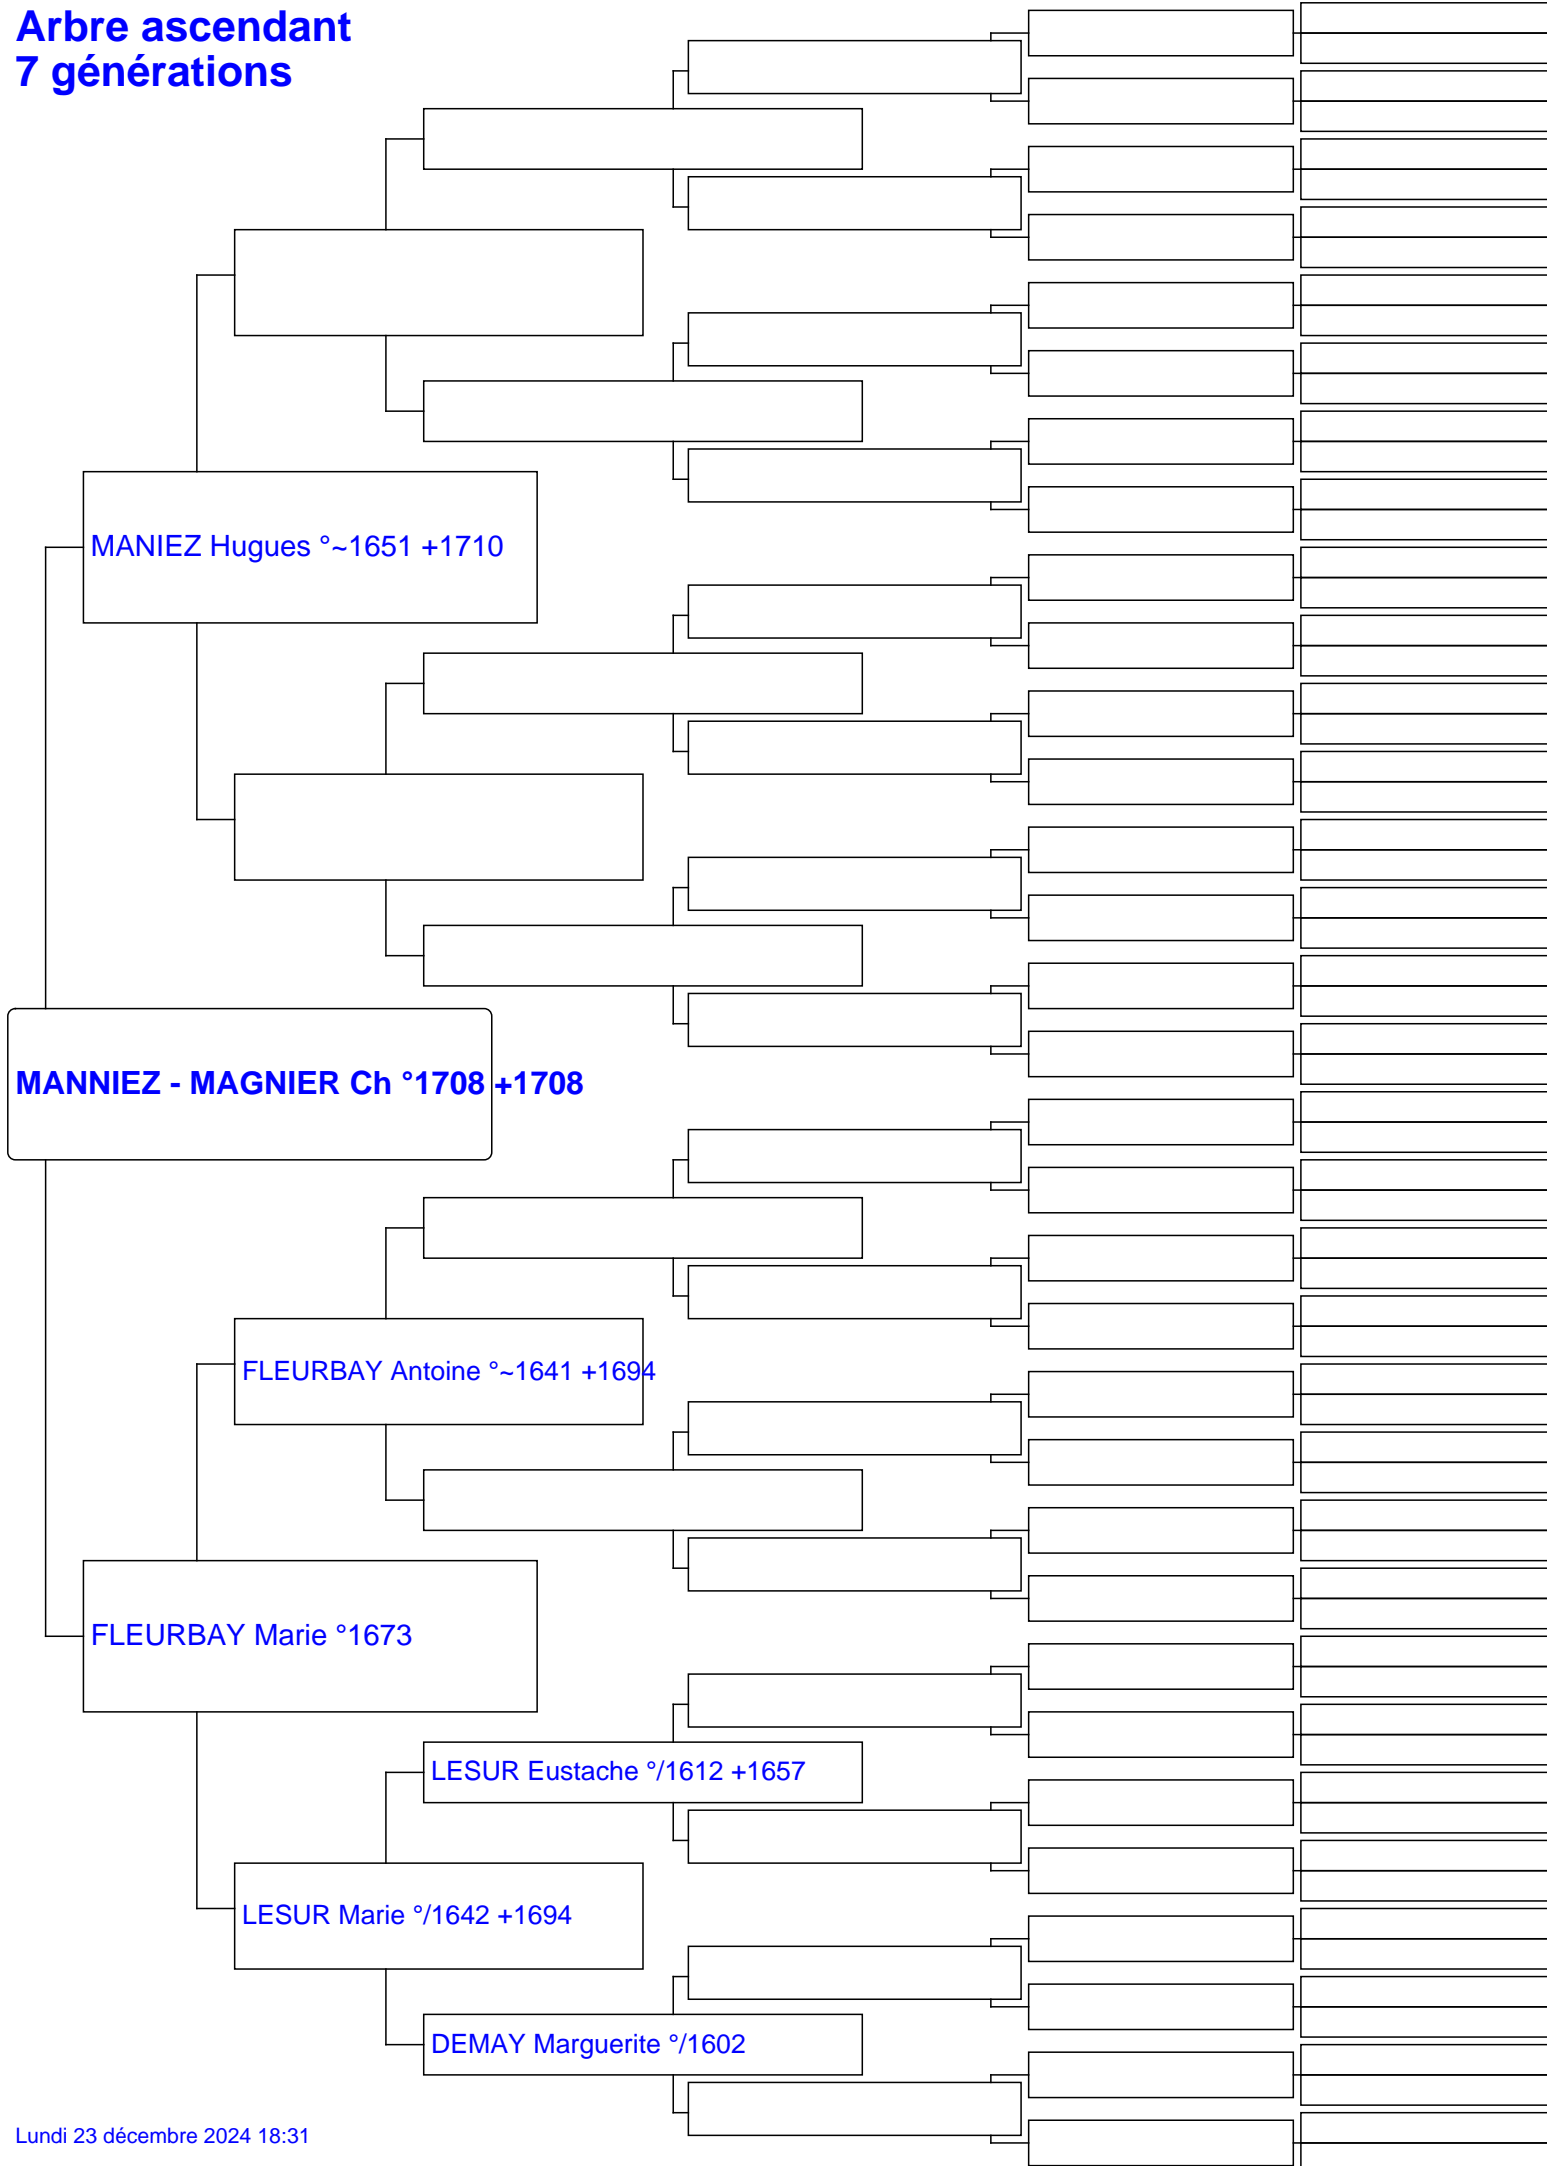 Arbre ascendant
7 générations
MANIEZ Hugues °~1651 +1710
MANNIEZ - MAGNIER Ch °1708 +1708
FLEURBAY Antoine °~1641 +1694
FLEURBAY Marie °1673
LESUR Eustache °/1612 +1657
LESUR Marie °/1642 +1694
DEMAY Marguerite °/1602
Lundi 23 décembre 2024 18:31